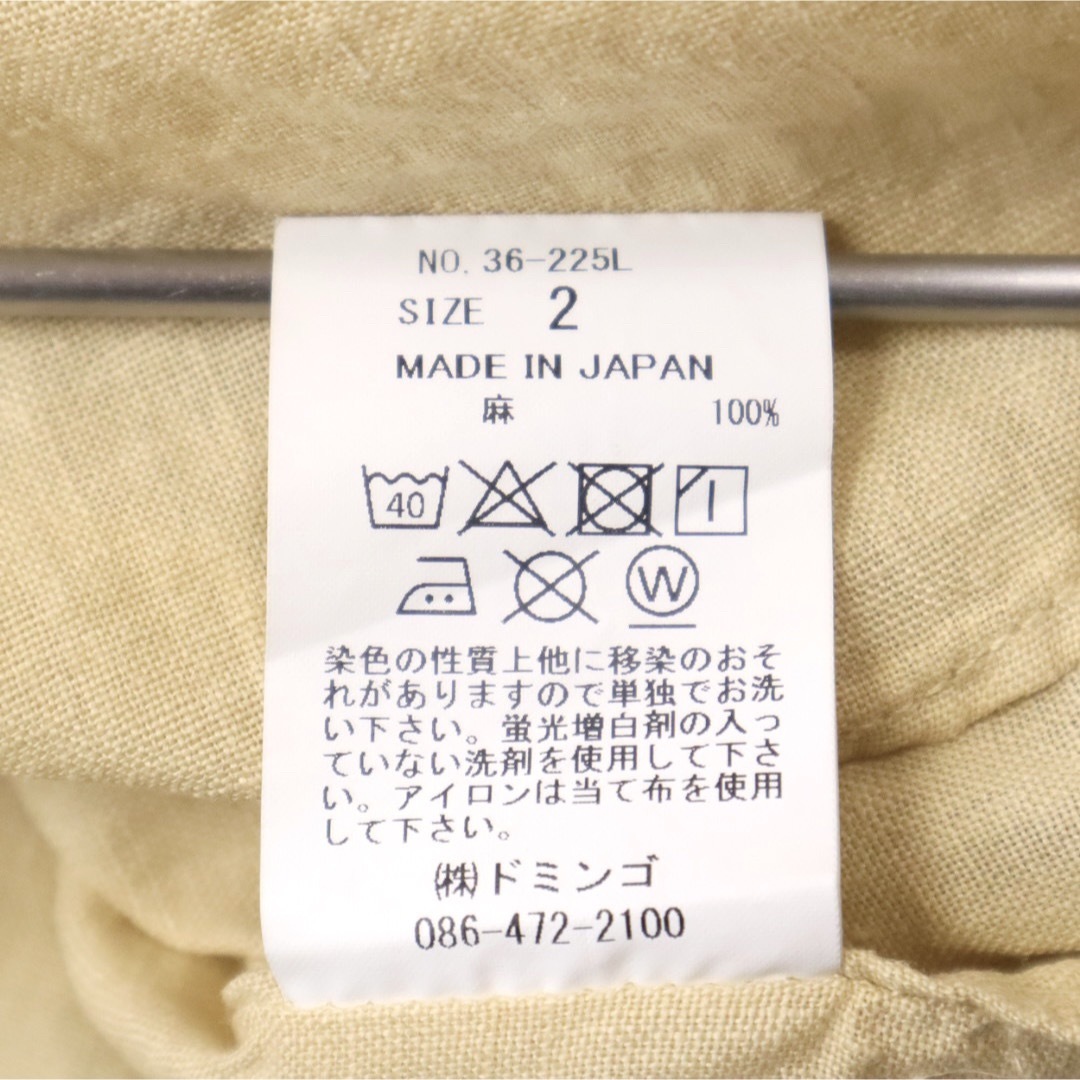 NO. 36-225L
SIZE 2
MADE IN JAPAN
麻 100%
40
W
染色の性質上他に移染のおそ
れがありますので単独でお洗
い下さい。蛍光増白剤の入っ
ていない洗剤を使用して下さ
い。アイロンは当て布を使用
して下さい。
㈱ドミンゴ
086-472-2100